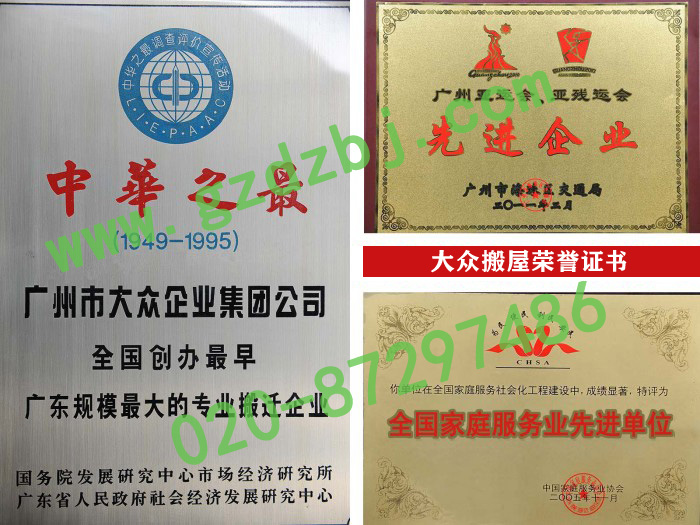 中华之最调查评价宣传活动
L.I.E.P.A.A.C
中華之最
(1949-1995)
广州市大众企业集团公司
全国创办最早
广东规模最大的专业搬迁企业
国务院发展研究中心市场经济研究所
广东省人民政府社会经济发展研究中心
广州亚运会、亚残运会
先进企业
广州市海珠区交通局
二〇一一年二月
大众搬屋荣誉证书
CHSA
你单位在全国家庭服务社会化工程建设中，成绩显著，特评为
全国家庭服务业先进单位
中国家庭服务业协会
二〇〇五年十一月
www.gzdzbj.com
020-87297486